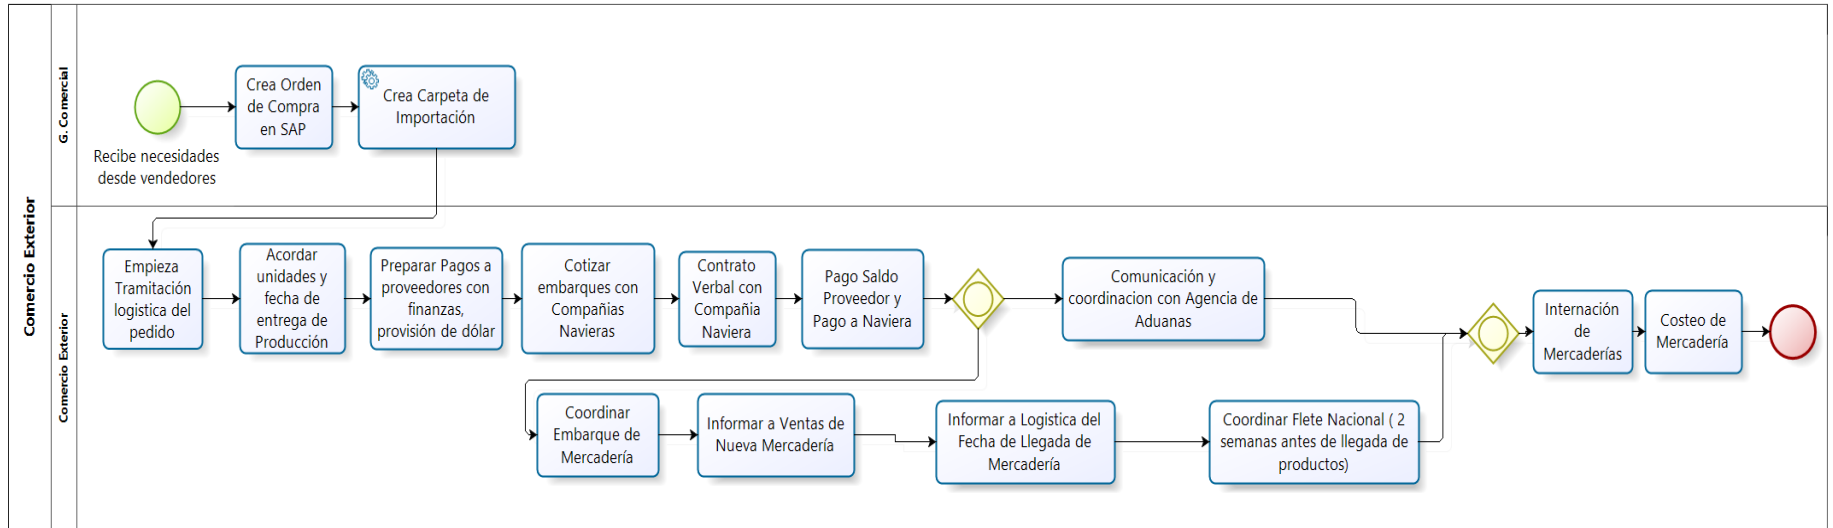 Comercio Exterior
G. Comercial
Recibe necesidades
desde vendedores
Crea Orden
de Compra
en SAP
Crea Carpeta de
Importación
Comercio Exterior
Empieza
Tramitación
logistica del
pedido
Acordar
unidades y
fecha de
entrega de
Producción
Preparar Pagos a
proveedores con
finanzas,
provisión de dólar
Cotizar
embarques con
Compañias
Navieras
Contrato
Verbal con
Compañia
Naviera
Pago Saldo
Proveedor y
Pago a Naviera
Comunicación y
coordinacion con Agencia de
Aduanas
Coordinar
Embarque de
Mercadería
Informar a Ventas de
Nueva Mercadería
Informar a Logistica del
Fecha de Llegada de
Mercadería
Coordinar Flete Nacional ( 2
semanas antes de llegada de
productos)
Internación
de
Mercaderías
Costeo de
Mercadería